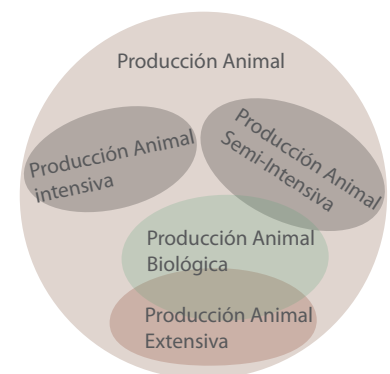 Producción Animal
Producción Animal
intensiva
Producción Animal
Semi-Intensiva
Producción Animal
Biológica
Producción Animal
Extensiva